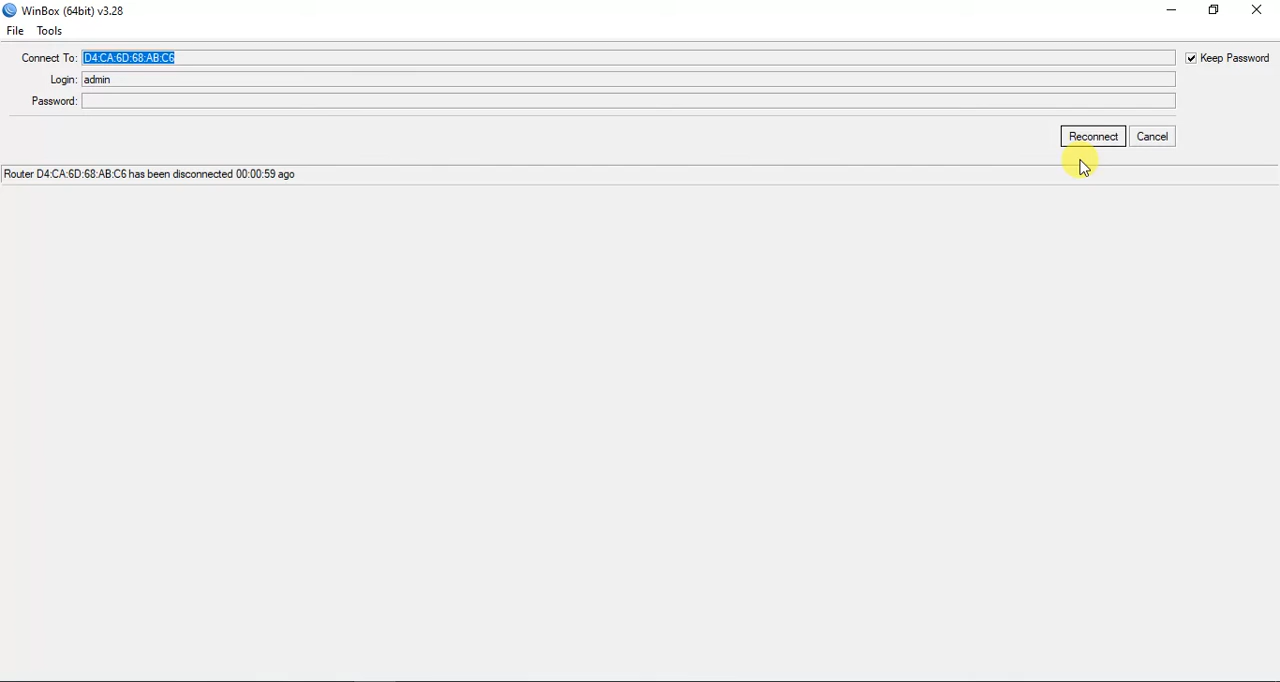 WinBox (64bit) v3.28
File Tools
Connect To: D4:CA:6D:68:AB:C6 Keep Password
Login: admin
Password:
Reconnect Cancel
Router D4:CA:6D:68:AB:C6 has been disconnected 00:00:59 ago